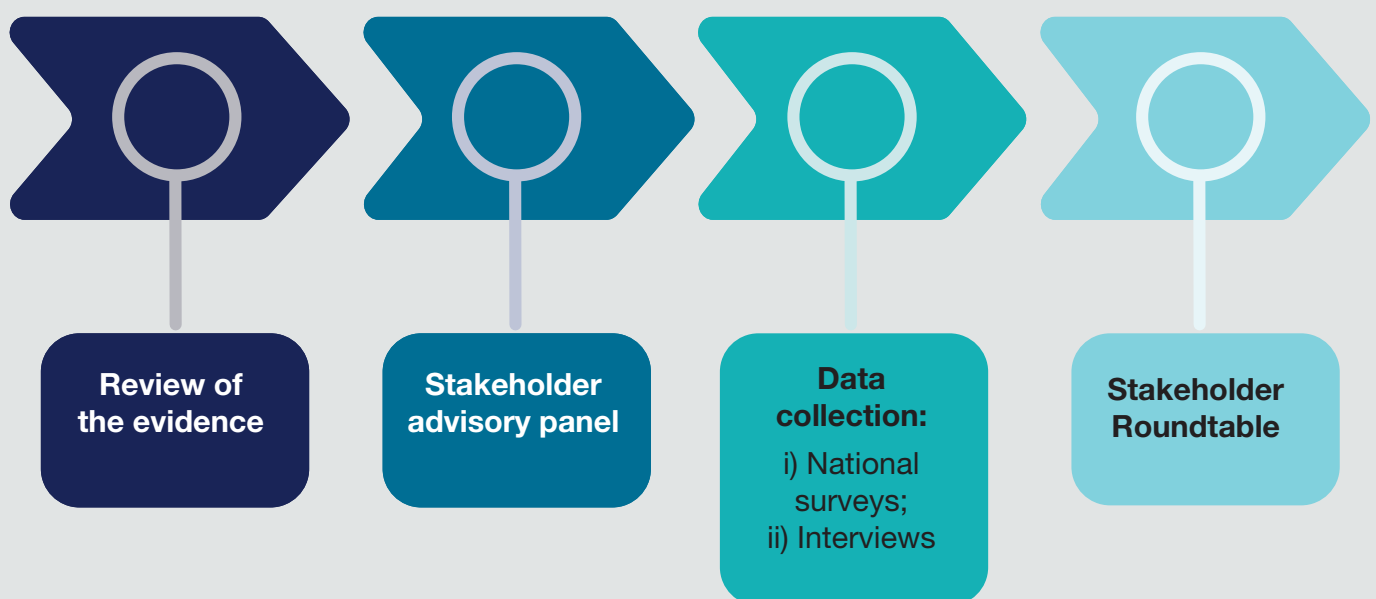 Review of
the evidence
Stakeholder
advisory panel
Data
collection:
i) National
surveys;
ii) Interviews
Stakeholder
Roundtable